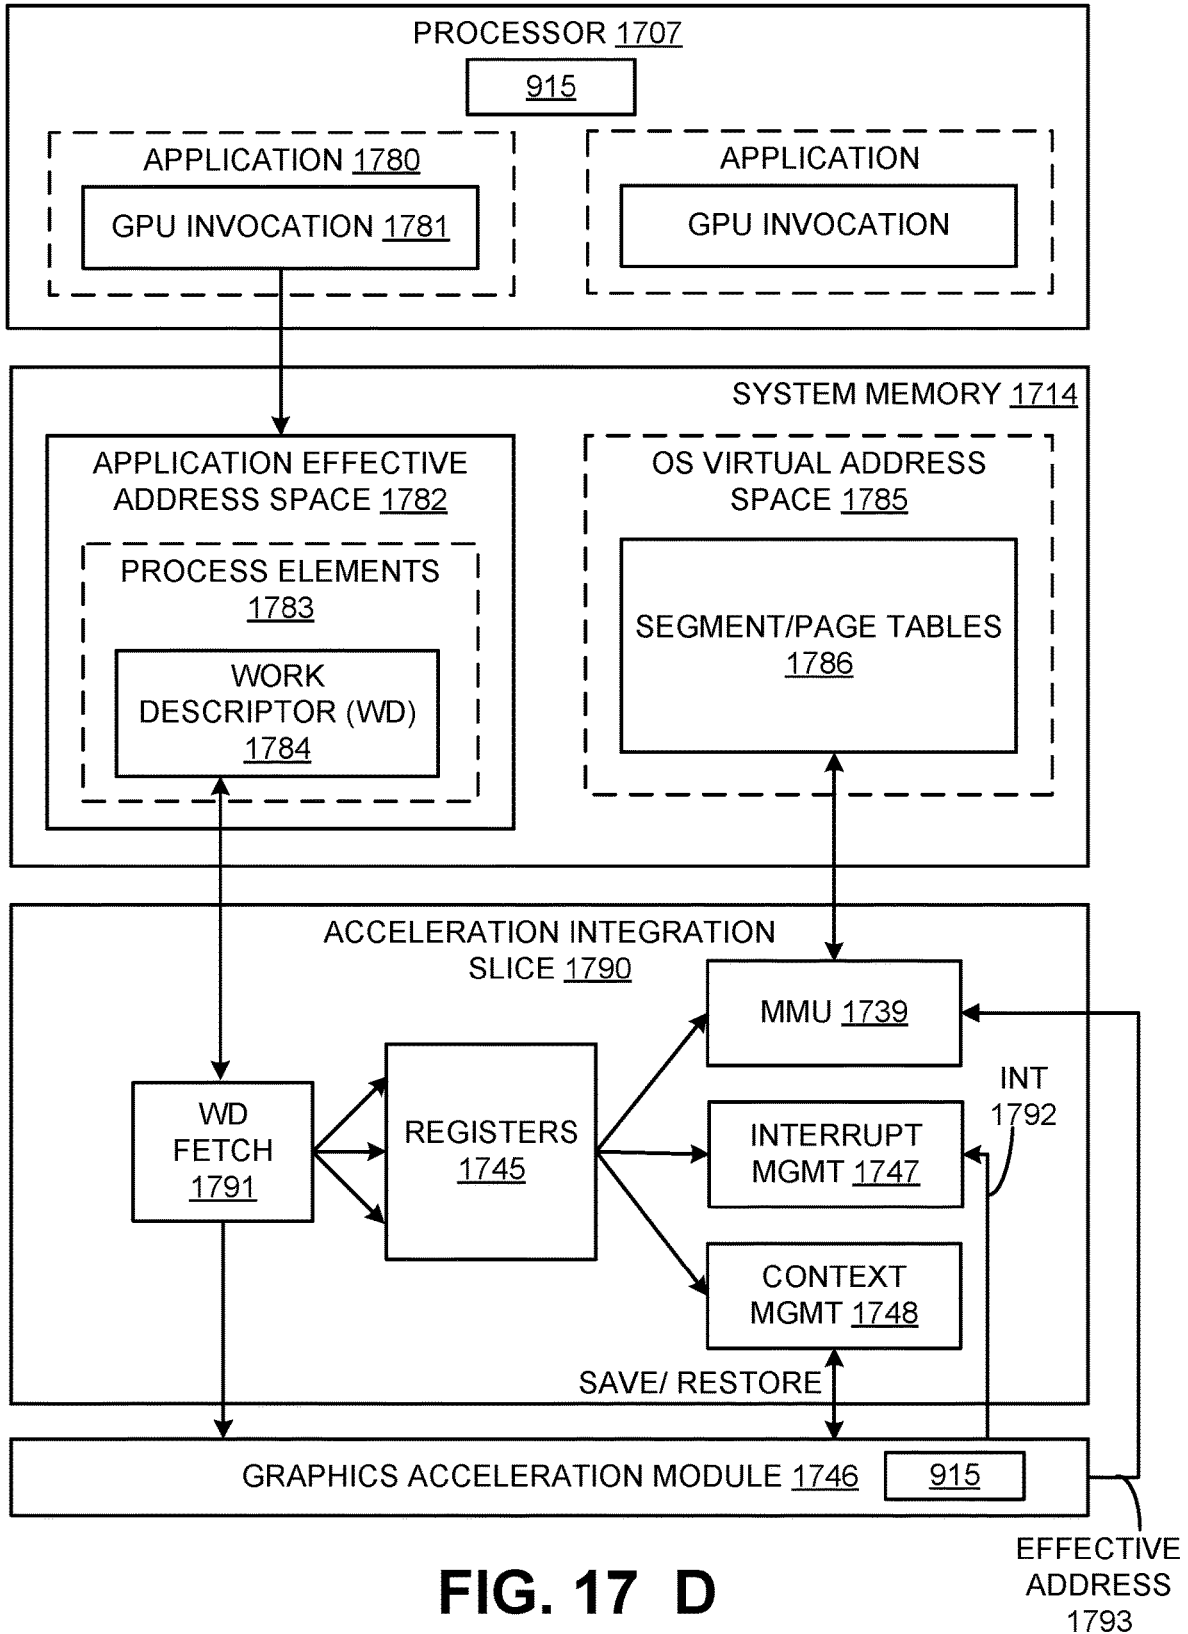 PROCESSOR 1707
915
APPLICATION 1780
GPU INVOCATION 1781
APPLICATION
GPU INVOCATION
SYSTEM MEMORY 1714
APPLICATION EFFECTIVE
ADDRESS SPACE 1782
PROCESS ELEMENTS
1783
WORK
DESCRIPTOR (WD)
1784
OS VIRTUAL ADDRESS
SPACE 1785
SEGMENT/PAGE TABLES
1786
ACCELERATION INTEGRATION
SLICE 1790
WD
FETCH
1791
REGISTERS
1745
MMU 1739
INTERRUPT
MGMT 1747
CONTEXT
MGMT 1748
INT
1792
SAVE/ RESTORE
GRAPHICS ACCELERATION MODULE 1746
915
EFFECTIVE
ADDRESS
1793
FIG. 17 D